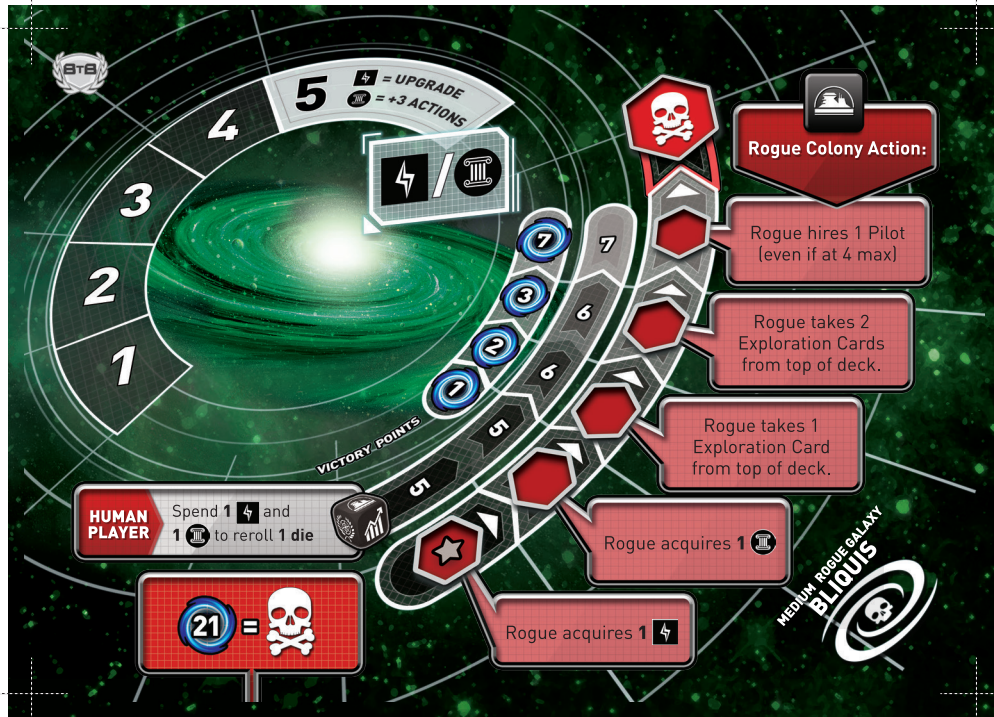 BTB
5
= UPGRADE
= +3 ACTIONS
4
3
2
1
/
Rogue Colony Action:
Rogue hires 1 Pilot
(even if at 4 max)
Rogue takes 2
Exploration Cards
from top of deck.
Rogue takes 1
Exploration Card
from top of deck.
Rogue acquires 1
Rogue acquires 1
7
3
2
1
VICTORY POINTS
7
6
6
5
5
HUMAN
PLAYER
Spend 1 and
1 to reroll 1 die
21 =
MEDIUM ROGUE GALAXY
BLIQUIS